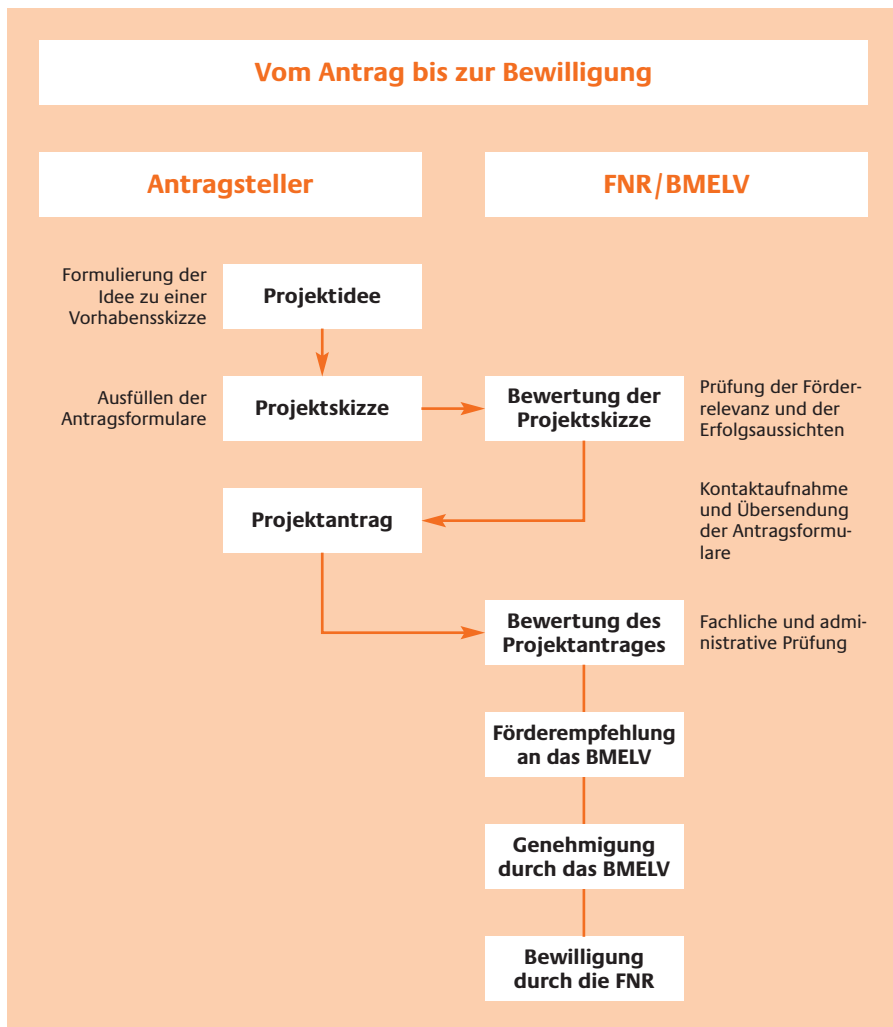 Vom Antrag bis zur Bewilligung
Antragsteller
FNR/BMELV
Formulierung der
Idee zu einer
Vorhabensskizze
Projektidee
Ausfüllen der
Antragsformulare
Projektskizze
Bewertung der
Projektskizze
Prüfung der Förder-
relevanz und der
Erfolgsaussichten
Projektantrag
Kontaktaufnahme
und Übersendung
der Antragsformu-
lare
Bewertung des
Projektantrages
Fachliche und admi-
nistrative Prüfung
Förderempfehlung
an das BMELV
Genehmigung
durch das BMELV
Bewilligung
durch die FNR